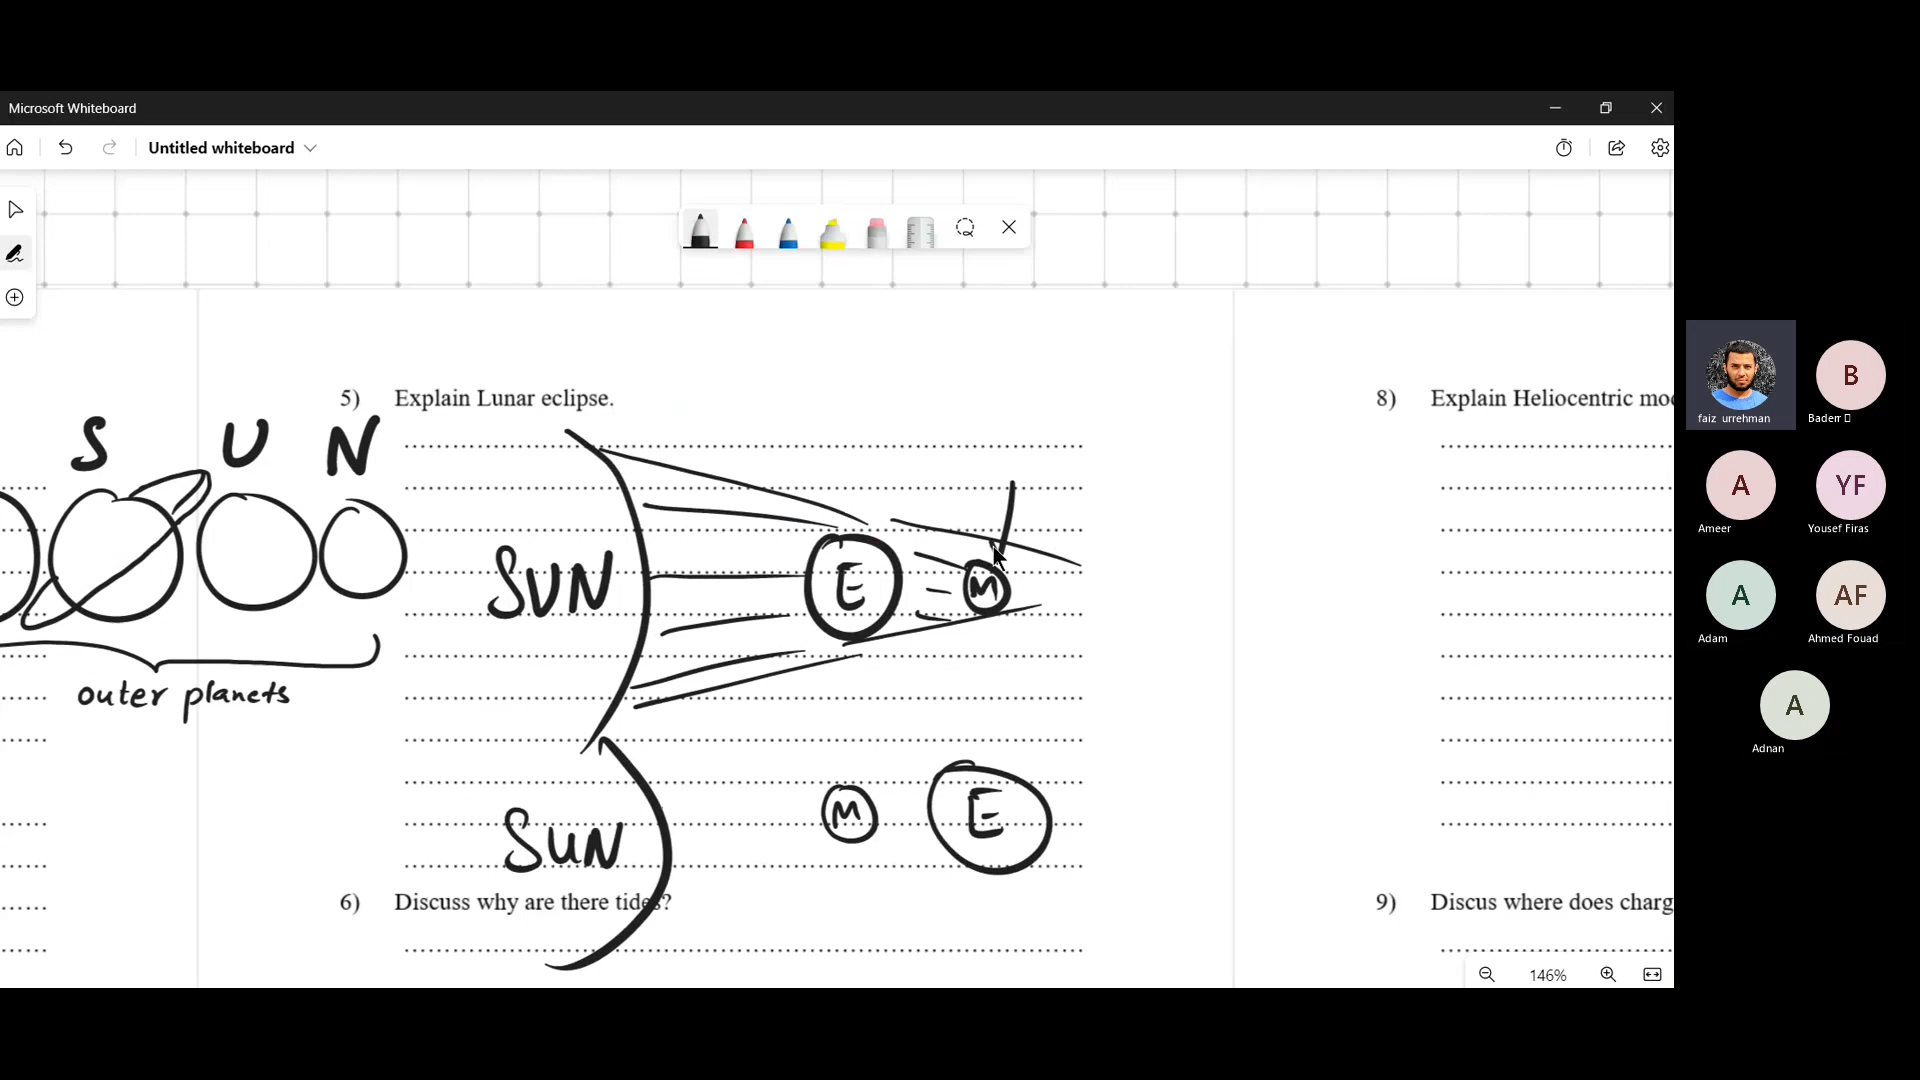 Microsoft Whiteboard
Untitled whiteboard
5) Explain Lunar eclipse.
8) Explain Heliocentric mo
S U N
SUN E M
outer planets
SUN M E
6) Discuss why are there tides?
9) Discus where does charg
146%
faiz urrehman
B
Baderr
A
Ameer
YF
Yousef Firas
A
Adam
AF
Ahmed Fouad
A
Adnan